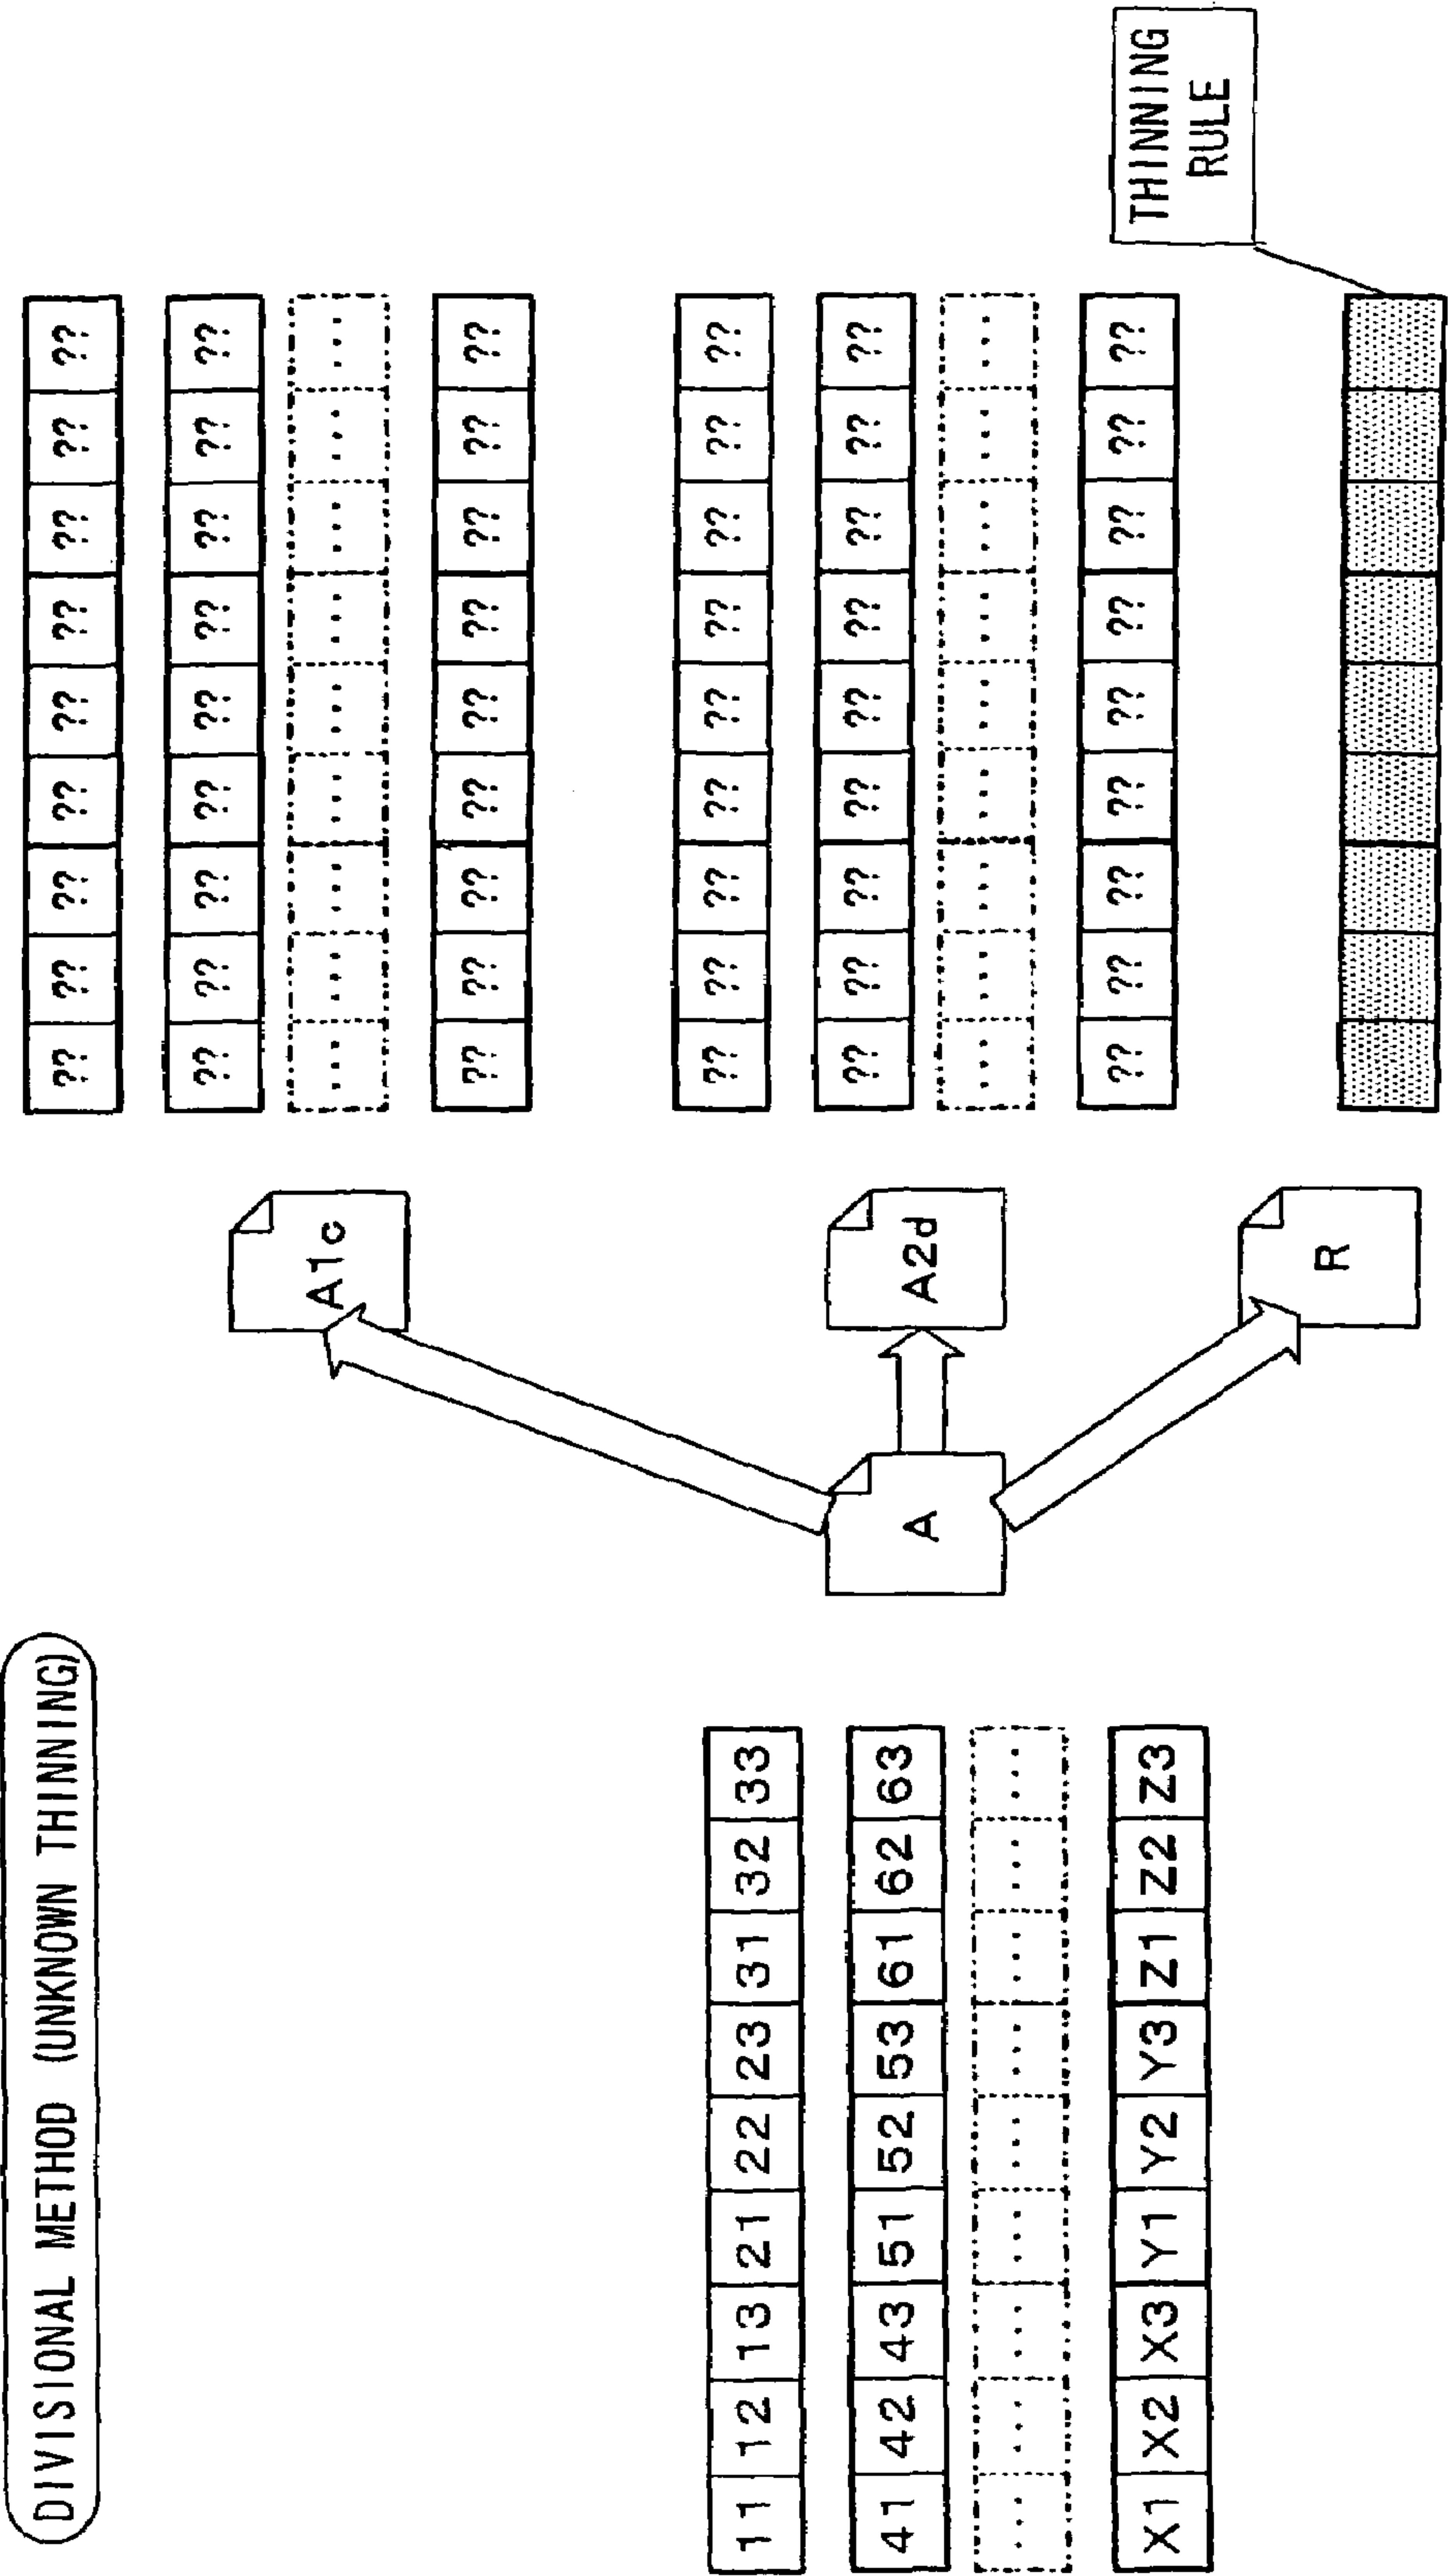 DIVISIONAL METHOD (UNKNOWN THINNING)
?? ?? ?? ?? ?? ?? ?? ?? ??
?? ?? ?? ?? ?? ?? ?? ?? ??
... ... ... ... ... ... ... ... ...
?? ?? ?? ?? ?? ?? ?? ?? ??
A1c
11 12 13 21 22 23 31 32 33
41 42 43 51 52 53 61 62 63
... ... ... ... ... ... ... ... ...
X1 X2 X3 Y1 Y2 Y3 Z1 Z2 Z3
A
A2d
?? ?? ?? ?? ?? ?? ?? ?? ??
?? ?? ?? ?? ?? ?? ?? ?? ??
... ... ... ... ... ... ... ... ...
?? ?? ?? ?? ?? ?? ?? ?? ??
R
THINNING
RULE